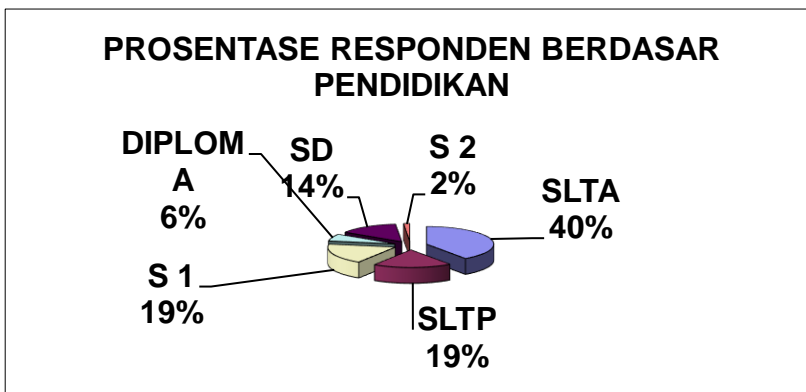 PROSENTASE RESPONDEN BERDASAR
PENDIDIKAN
DIPLOM
A
6%
SD
14%
S 2
2%
SLTA
40%
S 1
19%
SLTP
19%